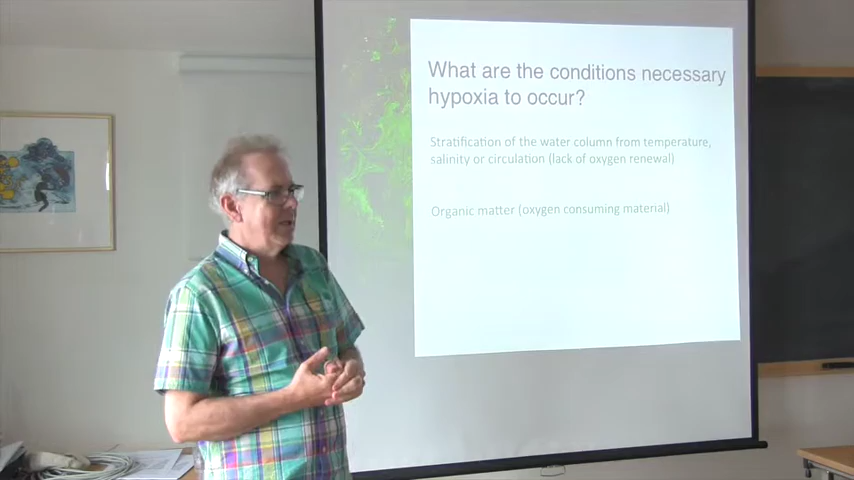 What are the conditions necessary
hypoxia to occur?
Stratification of the water column from temperature,
salinity or circulation (lack of oxygen renewal)
Organic matter (oxygen consuming material)